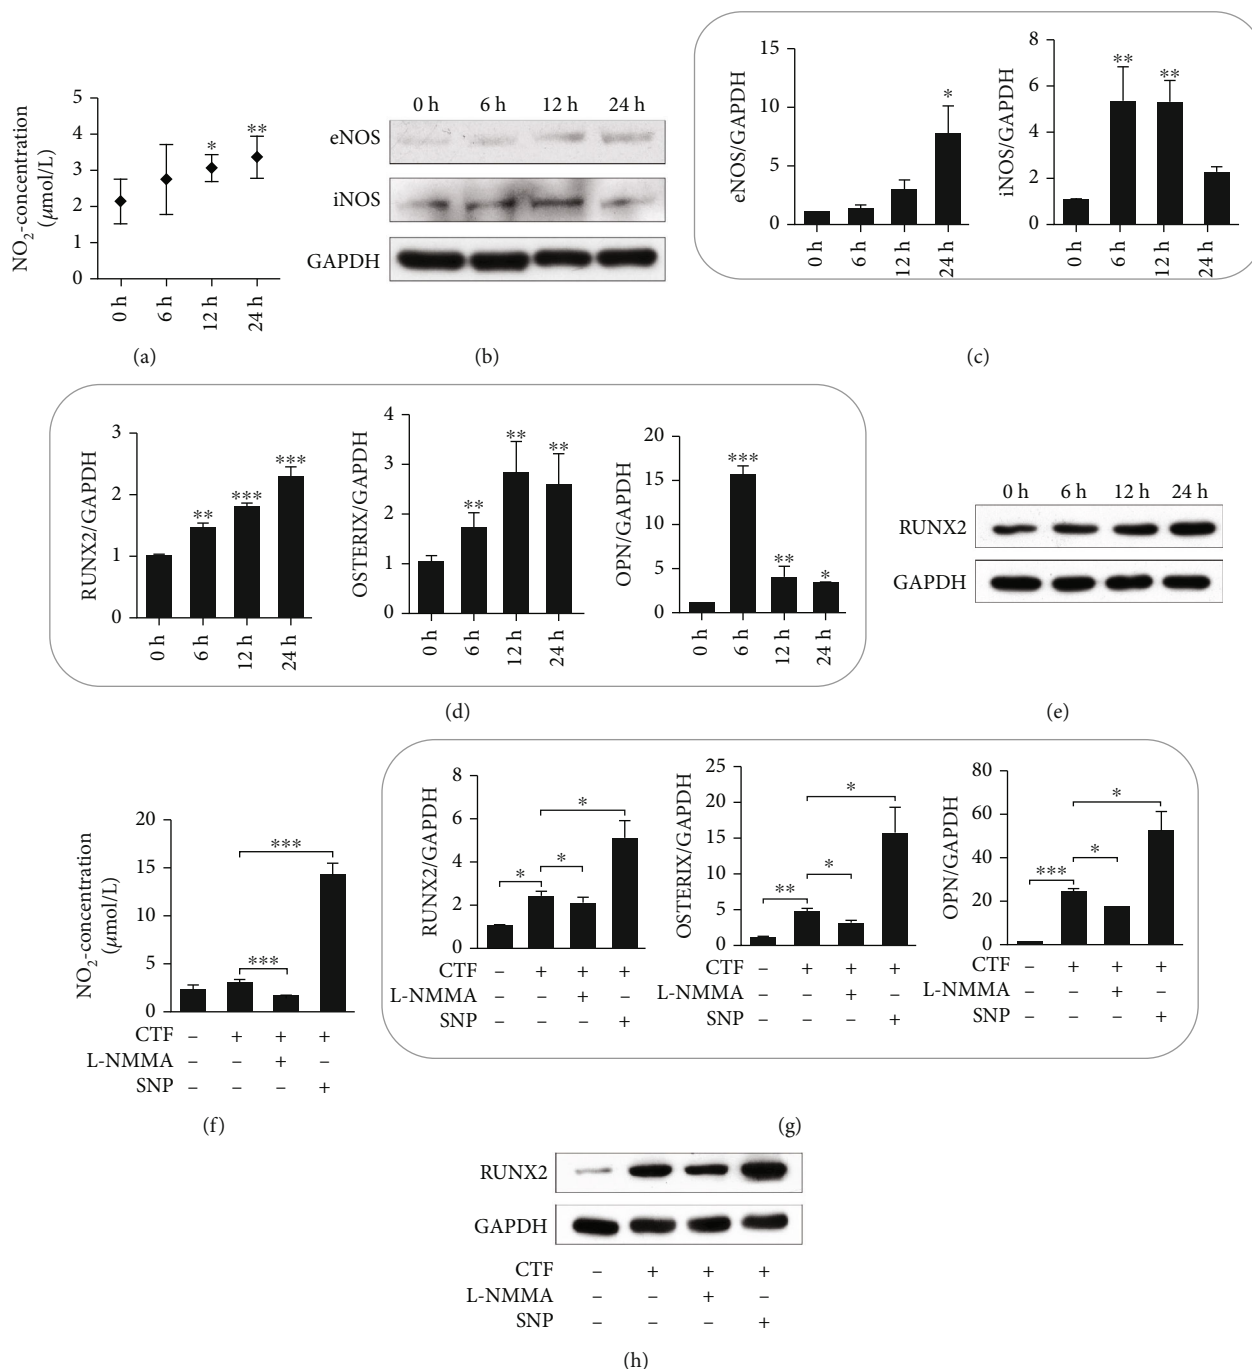 NO₂-concentration
(μmol/L)
5
4
3
2
1
0
* **
0 h 6 h 12 h 24 h
(a)
0 h 6 h 12 h 24 h
eNOS
iNOS
GAPDH
(b)
eNOS/GAPDH
15
10
5
0
*
0 h 6 h 12 h 24 h
iNOS/GAPDH
8
6
4
2
0
** **
0 h 6 h 12 h 24 h
(c)
RUNX2/GAPDH
3
2
1
0
** *** ***
0 h 6 h 12 h 24 h
OSTERIX/GAPDH
4
3
2
1
0
** ** **
0 h 6 h 12 h 24 h
OPN/GAPDH
20
15
10
5
0
*** ** *
0 h 6 h 12 h 24 h
(d)
0 h 6 h 12 h 24 h
RUNX2
GAPDH
(e)
NO₂-concentration
(μmol/L)
20
15
10
5
0
***
***
CTF – + + +
L-NMMA – – + –
SNP – – – +
(f)
RUNX2/GAPDH
8
6
4
2
0
*
* *
CTF – + + +
L-NMMA – – + –
SNP – – – +
OSTERIX/GAPDH
25
20
15
10
5
0
*
** *
CTF – + + +
L-NMMA – – + –
SNP – – – +
OPN/GAPDH
80
60
40
20
0
*
*** *
CTF – + + +
L-NMMA – – + –
SNP – – – +
(g)
RUNX2
GAPDH
CTF – + + +
L-NMMA – – + –
SNP – – – +
(h)